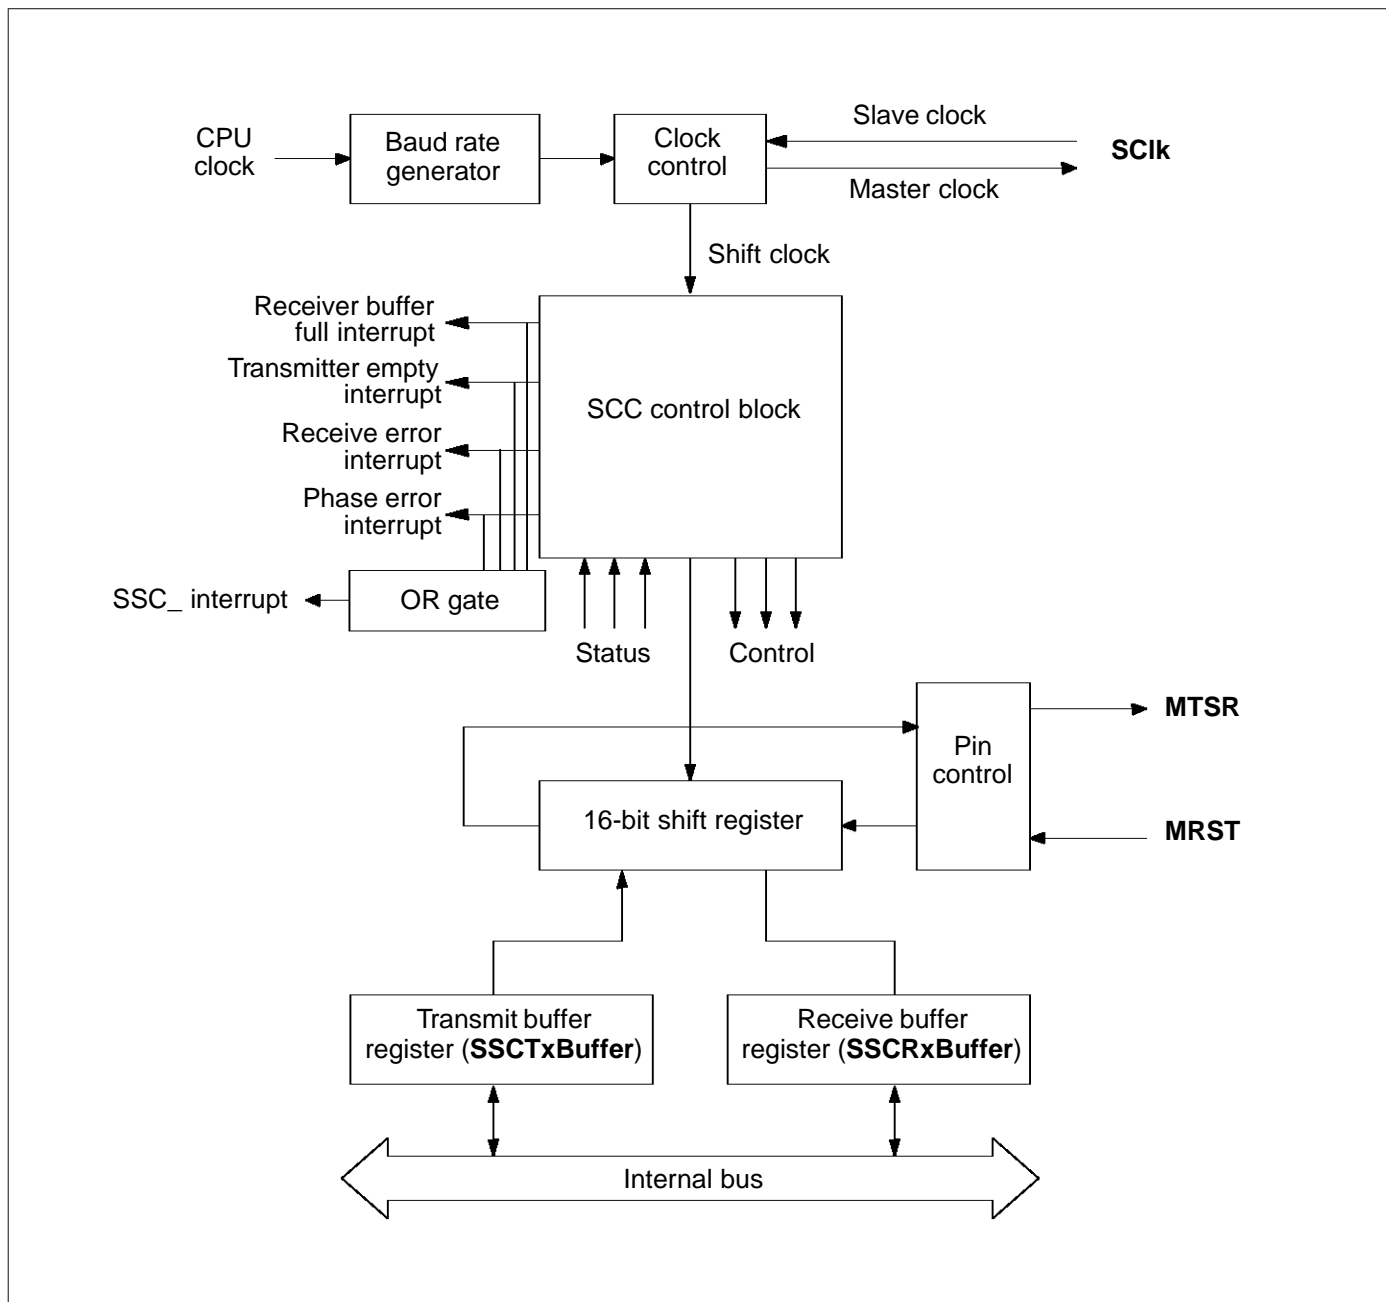 CPU
clock
Baud rate
generator
Clock
control
Slave clock
SClk
Master clock
Shift clock
Receiver buffer
full interrupt
Transmitter empty
interrupt
Receive error
interrupt
Phase error
interrupt
SCC control block
SSC_ interrupt
OR gate
Status
Control
MTSR
Pin
control
MRST
16-bit shift register
Transmit buffer
register (SSCTxBuffer)
Receive buffer
register (SSCRxBuffer)
Internal bus